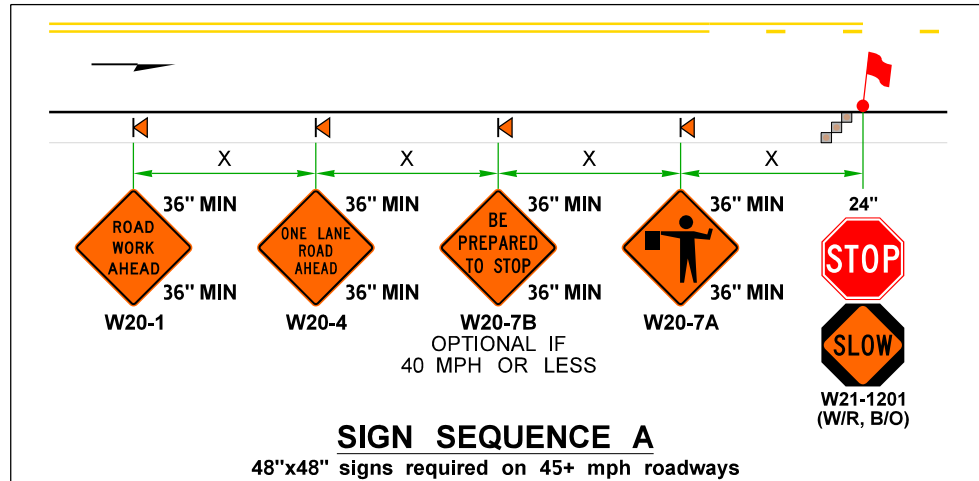 X X X X
36" MIN 36" MIN 36" MIN 36" MIN 24"
ROAD
WORK
AHEAD
ONE LANE
ROAD
AHEAD
BE
PREPARED
TO STOP
STOP
36" MIN 36" MIN 36" MIN 36" MIN
W20-1 W20-4 W20-7B W20-7A
OPTIONAL IF
40 MPH OR LESS
SLOW
W21-1201
(W/R, B/O)
SIGN SEQUENCE A
48"x48" signs required on 45+ mph roadways